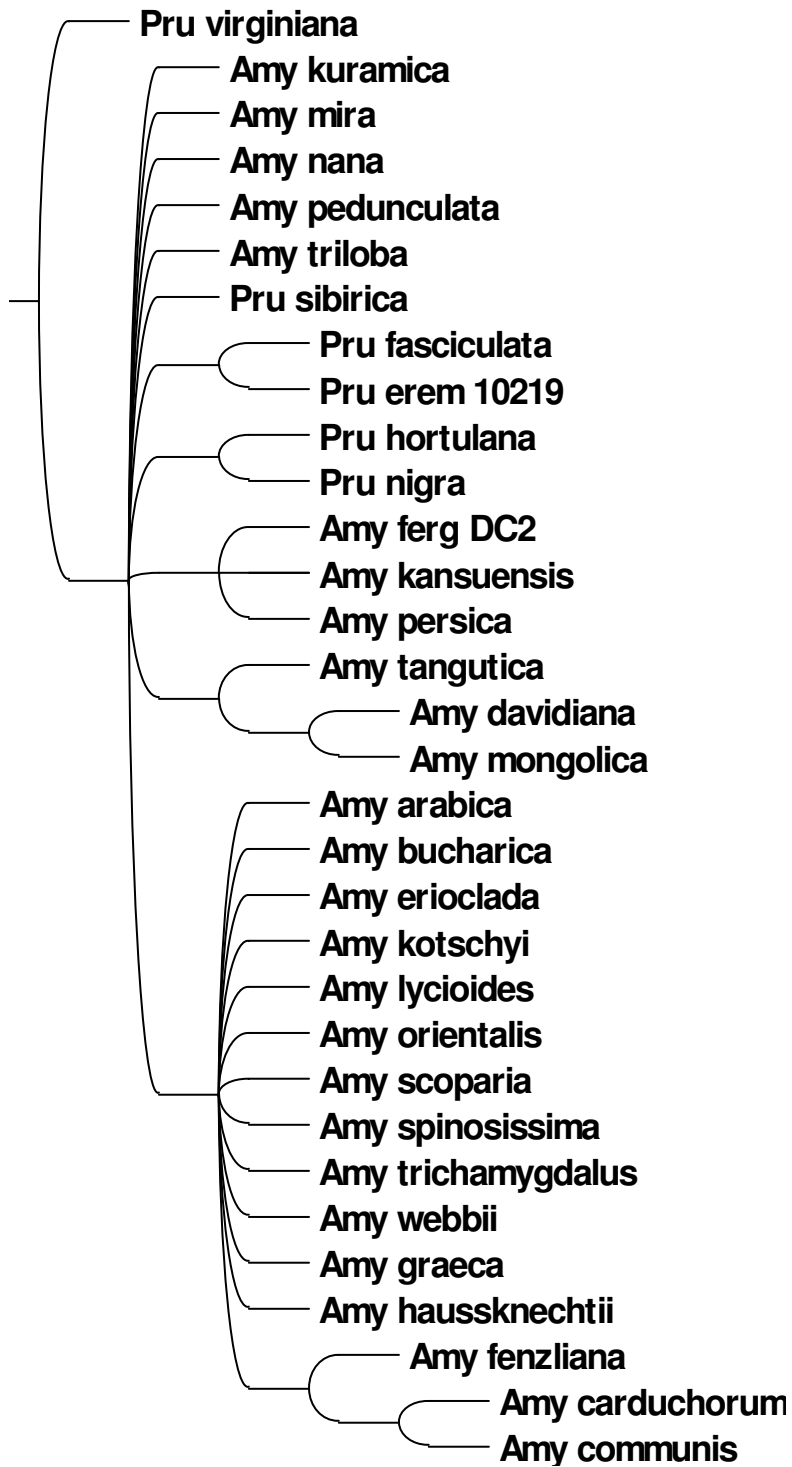 Pru virginiana
Amy kuramica
Amy mira
Amy nana
Amy pedunculata
Amy triloba
Pru sibirica
Pru fasciculata
Pru erem 10219
Pru hortulana
Pru nigra
Amy ferg DC2
Amy kansuensis
Amy persica
Amy tangutica
Amy davidiana
Amy mongolica
Amy arabica
Amy bucharica
Amy erioclada
Amy kotschyi
Amy lycioides
Amy orientalis
Amy scoparia
Amy spinosissima
Amy trichamygdalus
Amy webbii
Amy graeca
Amy haussknechtii
Amy fenzliana
Amy carduchorum
Amy communis